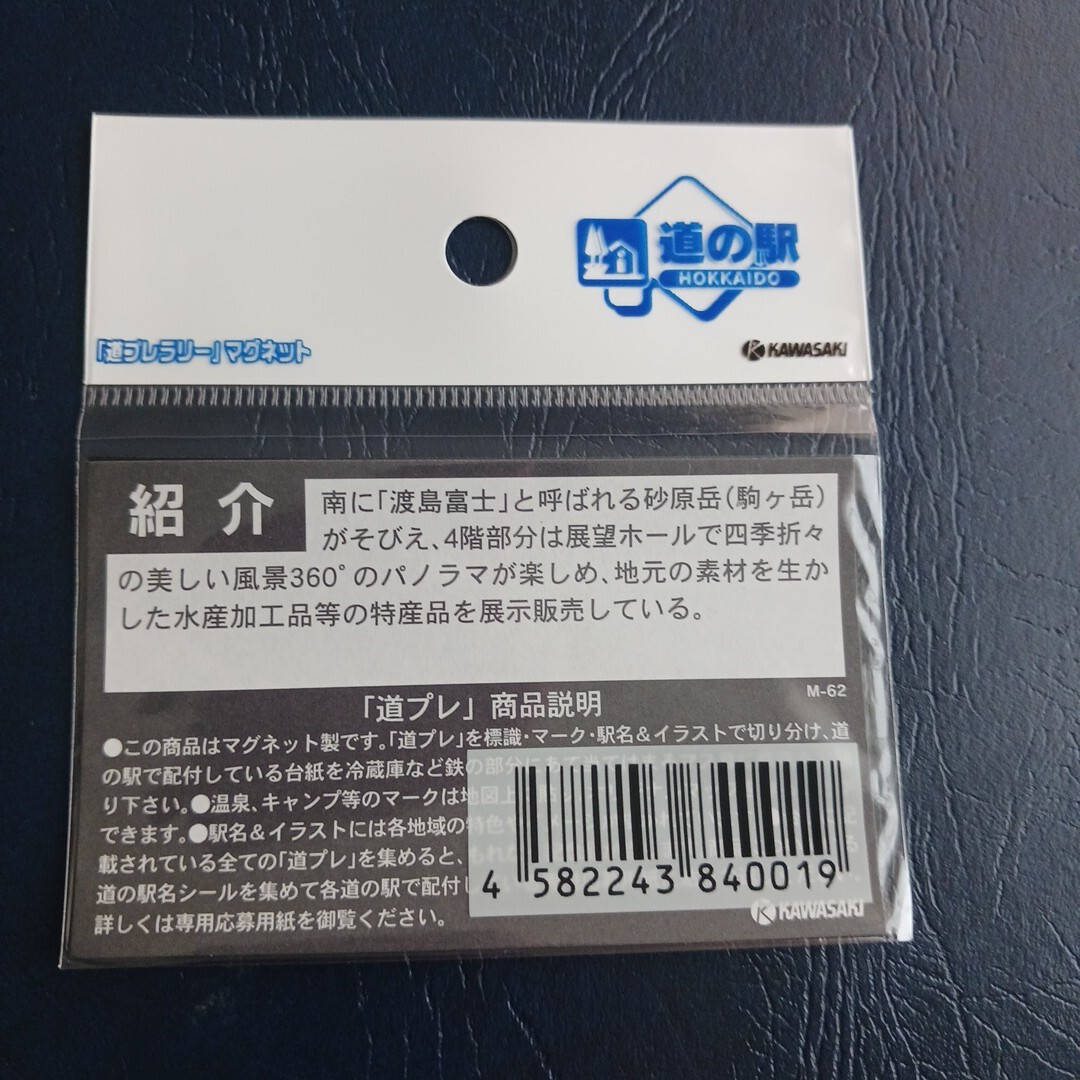 道の駅
HOKKAIDO
「道プレラリー」マグネット
KAWASAKI
紹介
南に「渡島富士」と呼ばれる砂原岳(駒ヶ岳)
がそびえ、4階部分は展望ホールで四季折々
の美しい風景360°のパノラマが楽しめ、地元の素材を生か
した水産加工品等の特産品を展示販売している。
M-62
「道プレ」商品説明
●この商品はマグネット製です。「道プレ」を標識・マーク・駅名&イラストで切り分け、道
の駅で配付している台紙を冷蔵庫など鉄の部分に
り下さい。●温泉、キャンプ等のマークは地図上
できます。●駅名&イラストには各地域の特色や
載されている全ての「道プレ」を集めると、
道の駅名シールを集めて各道の駅で配付し
詳しくは専用応募用紙を御覧ください。
4 582243 840019
KAWASAKI